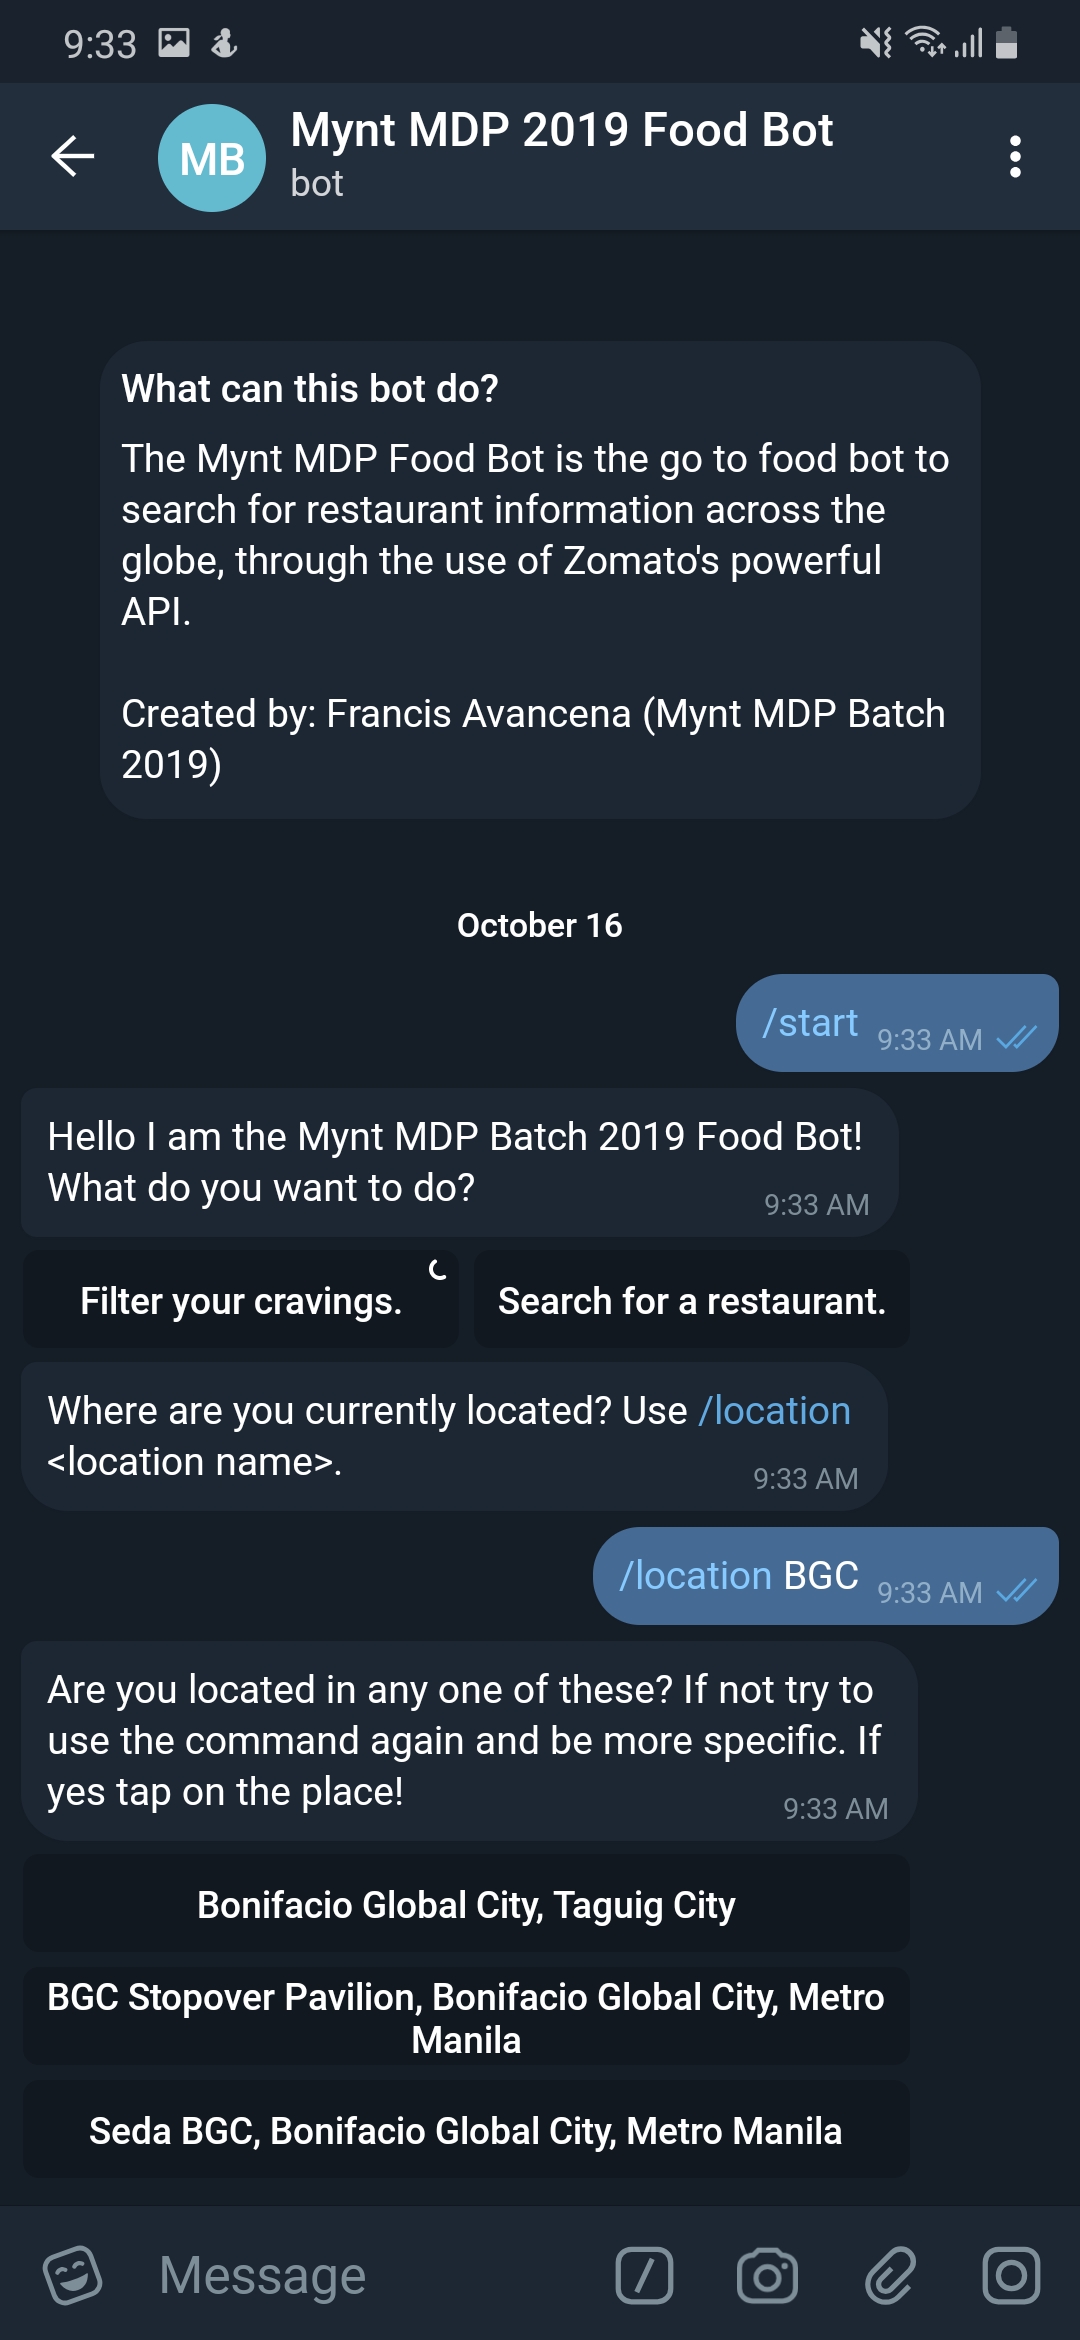 9:33
MB
Mynt MDP 2019 Food Bot
bot
What can this bot do?
The Mynt MDP Food Bot is the go to food bot to
search for restaurant information across the
globe, through the use of Zomato's powerful
API.
Created by: Francis Avancena (Mynt MDP Batch
2019)
October 16
/start 9:33 AM
Hello I am the Mynt MDP Batch 2019 Food Bot!
What do you want to do?
9:33 AM
Filter your cravings.
Search for a restaurant.
Where are you currently located? Use /location
<location name>.
9:33 AM
/location BGC 9:33 AM
Are you located in any one of these? If not try to
use the command again and be more specific. If
yes tap on the place!
9:33 AM
Bonifacio Global City, Taguig City
BGC Stopover Pavilion, Bonifacio Global City, Metro
Manila
Seda BGC, Bonifacio Global City, Metro Manila
Message